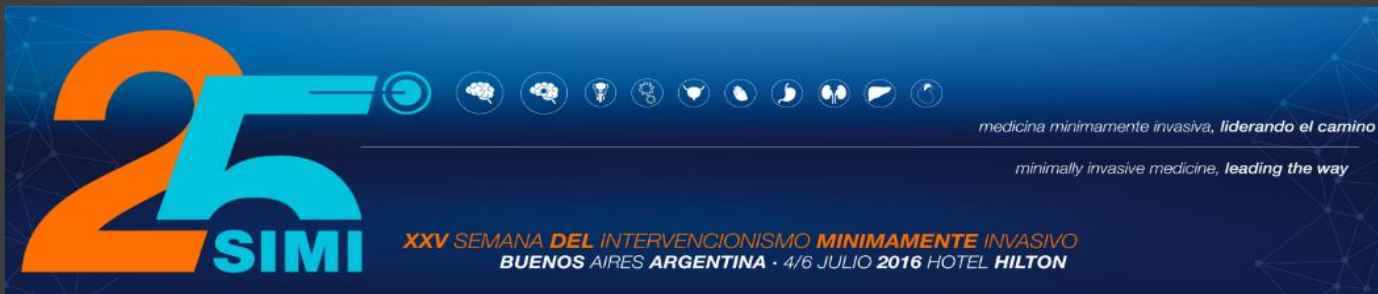 25
SIMI
medicina minimamente invasiva, liderando el camino
minimally invasive medicine, leading the way
XXV SEMANA DEL INTERVENCIONISMO MINIMAMENTE INVASIVO
BUENOS AIRES ARGENTINA · 4/6 JULIO 2016 HOTEL HILTON